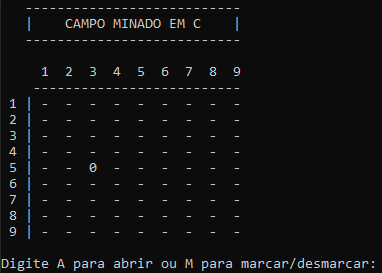 ---------------------------
|    CAMPO MINADO EM C    |
---------------------------
1  2  3  4  5  6  7  8  9
--------------------------
1 | -  -  -  -  -  -  -  -  -
2 | -  -  -  -  -  -  -  -  -
3 | -  -  -  -  -  -  -  -  -
4 | -  -  -  -  -  -  -  -  -
5 | -  -  0  -  -  -  -  -  -
6 | -  -  -  -  -  -  -  -  -
7 | -  -  -  -  -  -  -  -  -
8 | -  -  -  -  -  -  -  -  -
9 | -  -  -  -  -  -  -  -  -
Digite A para abrir ou M para marcar/desmarcar: